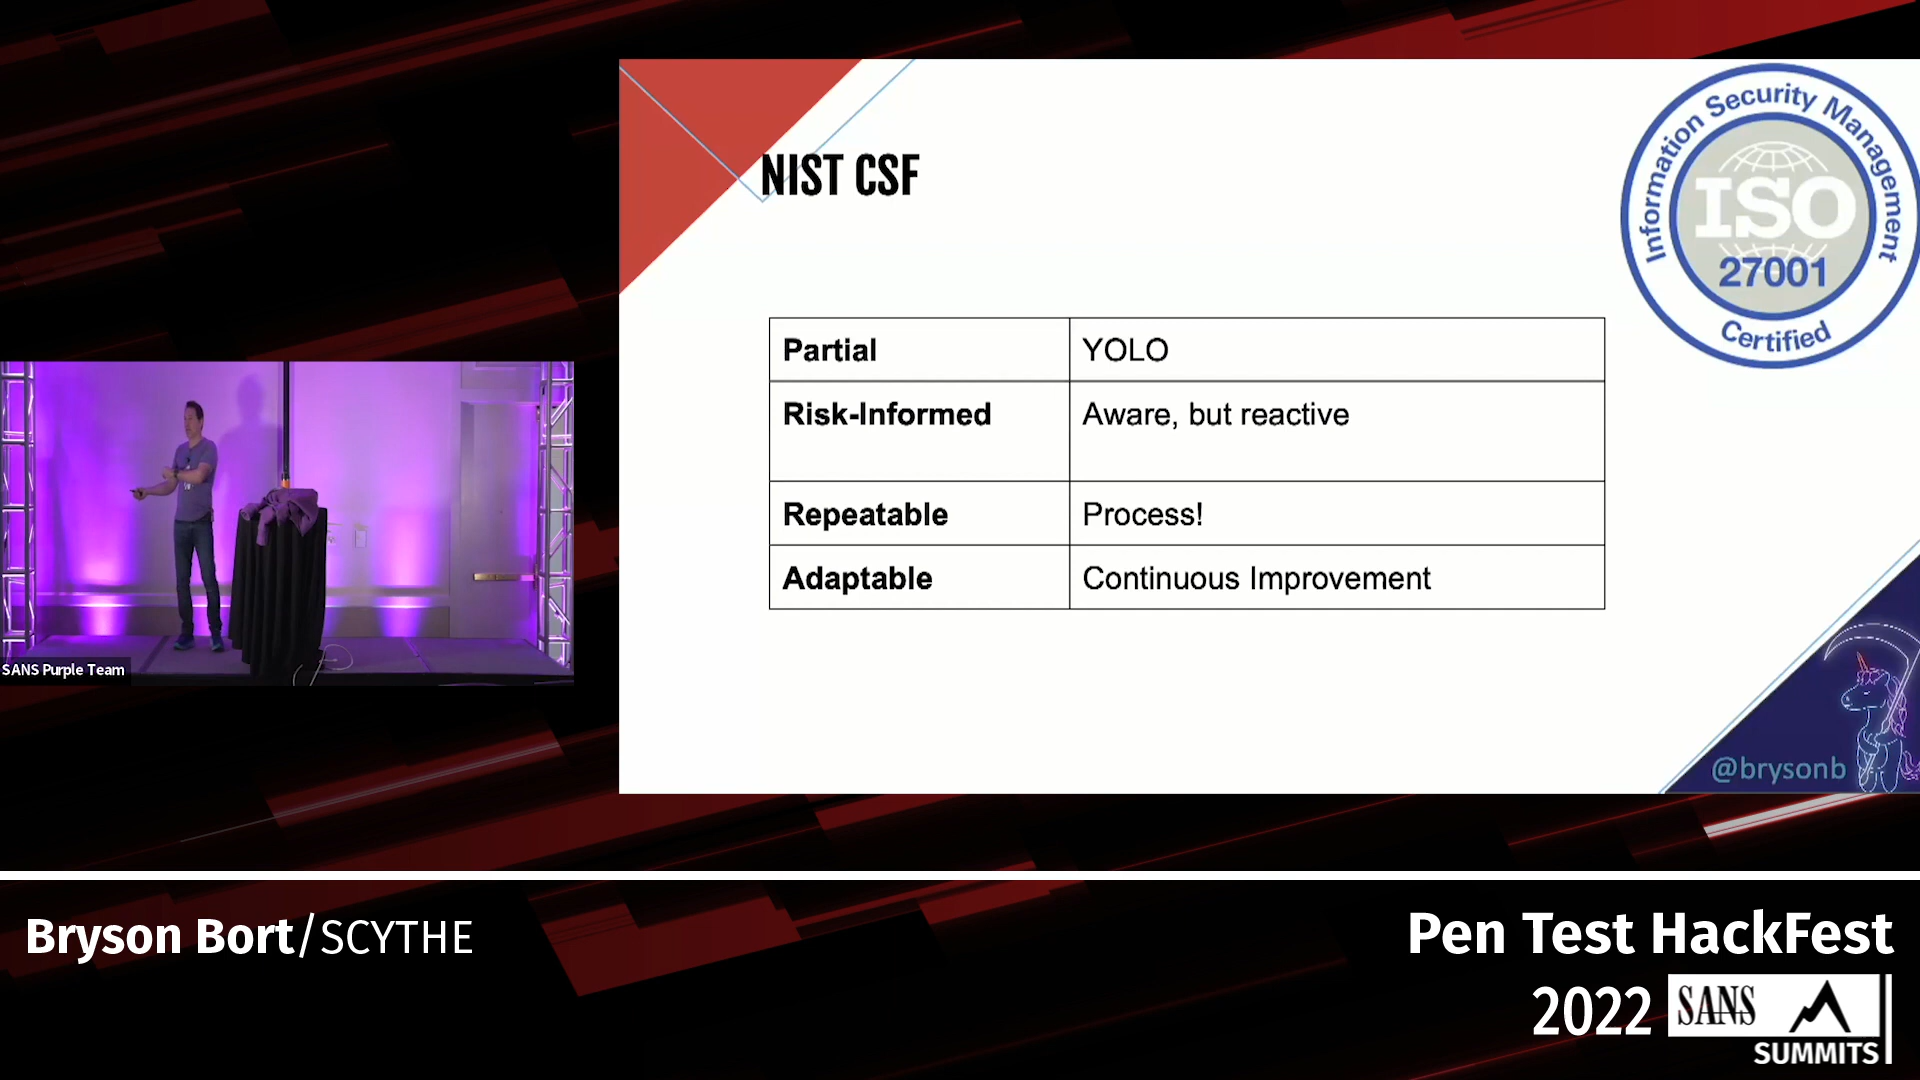 NIST CSF
Information Security Management
ISO
27001
Certified
Partial YOLO
Risk-Informed Aware, but reactive
Repeatable Process!
Adaptable Continuous Improvement
@brysonb
SANS Purple Team
Bryson Bort/SCYTHE
Pen Test HackFest
2022
SANS
SUMMITS